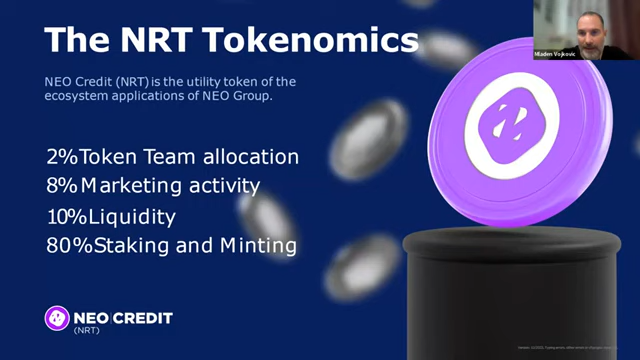 The NRT Tokenomics
Mladen Vojkovic
NEO Credit (NRT) is the utility token of the
ecosystem applications of NEO Group.
2%Token Team allocation
8%Marketing activity
10%Liquidity
80%Staking and Minting
NEO|CREDIT
(NRT)